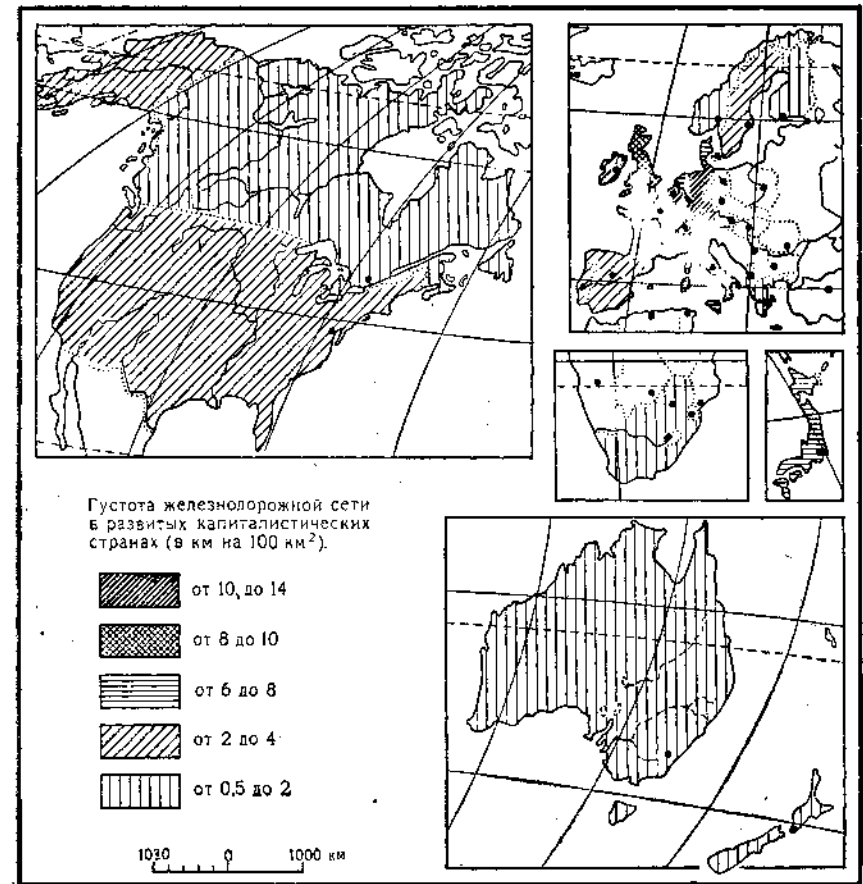 Густота железнодорожной сети
в развитых капиталистических
странах (в км на 100 км²).
от 10, до 14
от 8 до 10
от 6 до 8
от 2 до 4
от 0,5 до 2
1000 0 1000 км